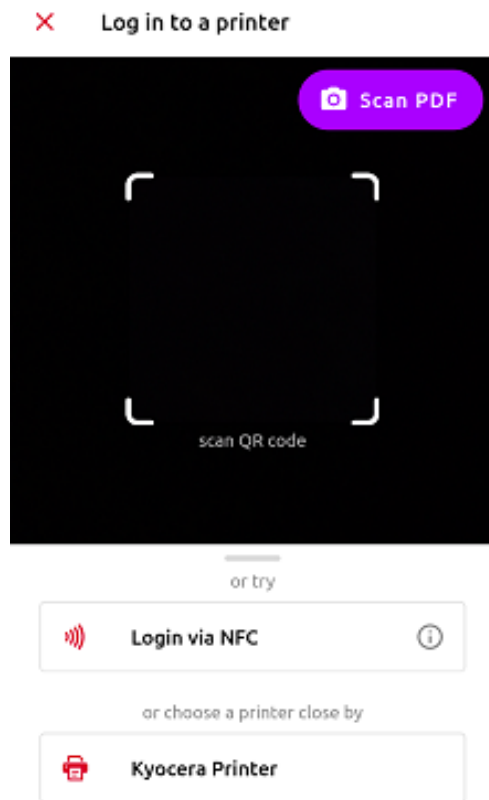 Log in to a printer
Scan PDF
scan QR code
or try
Login via NFC
or choose a printer close by
Kyocera Printer